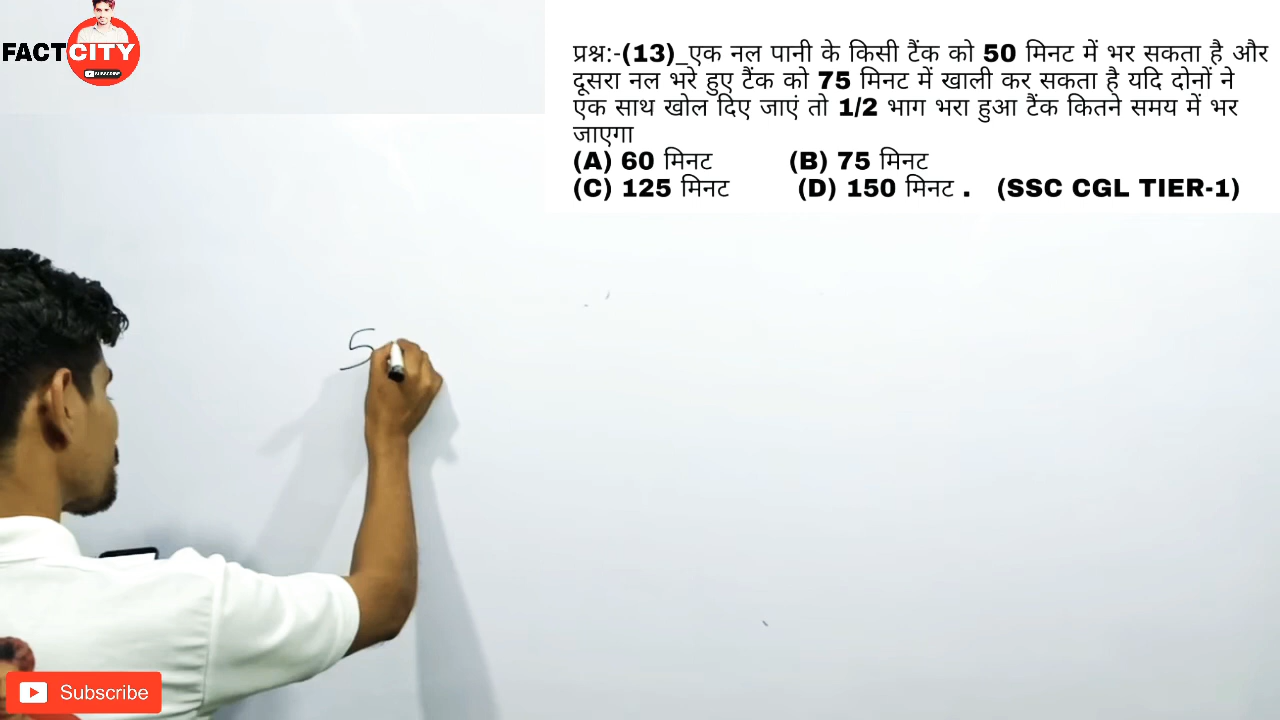 FACTCITY
SUBSCRIBE
प्रश्न:-(13)_एक नल पानी के किसी टैंक को 50 मिनट में भर सकता है और
दूसरा नल भरे हुए टैंक को 75 मिनट में खाली कर सकता है यदि दोनों ने
एक साथ खोल दिए जाएं तो 1/2 भाग भरा हुआ टैंक कितने समय में भर
जाएगा
(A) 60 मिनट (B) 75 मिनट
(C) 125 मिनट (D) 150 मिनट . (SSC CGL TIER-1)
5
Subscribe